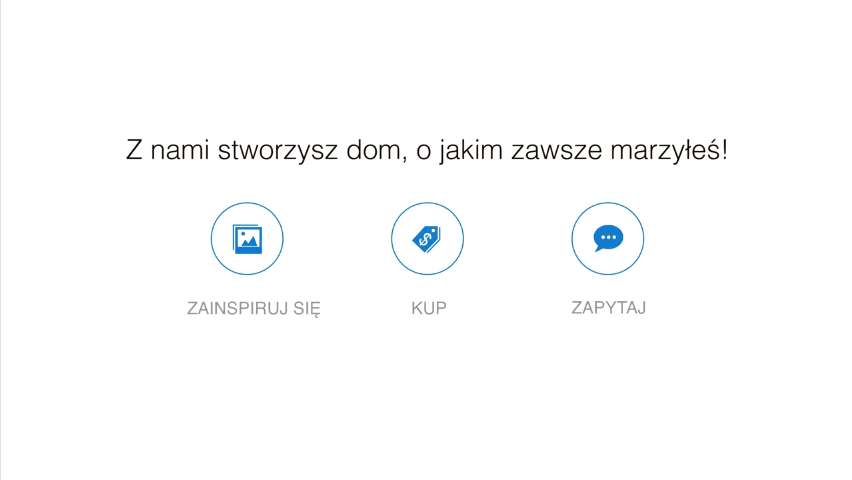 Z nami stworzysz dom, o jakim zawsze marzyłeś!
ZAINSPIRUJ SIĘ
KUP
ZAPYTAJ